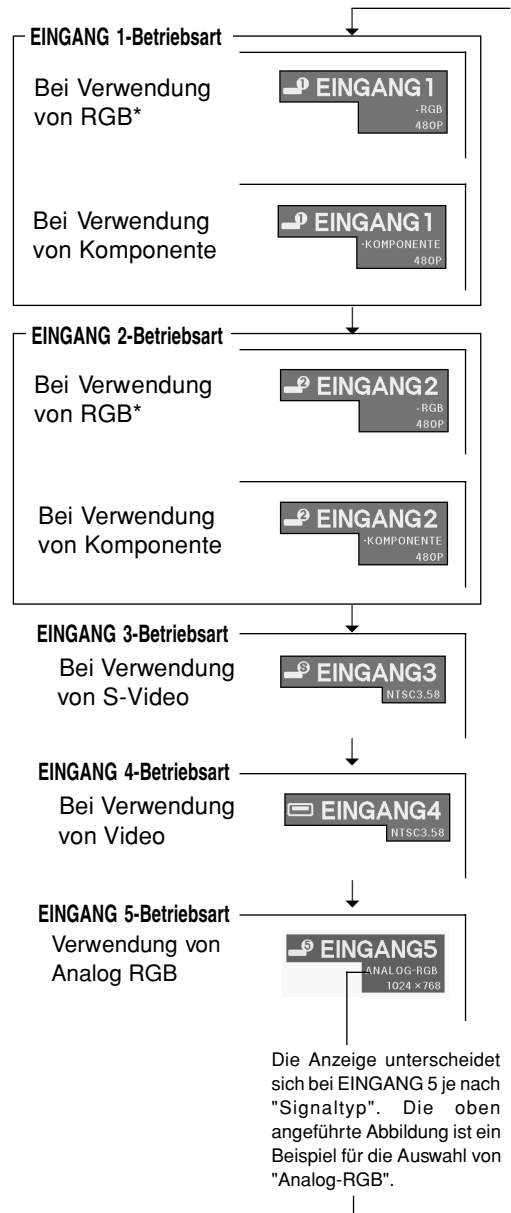 EINGANG 1-Betriebsart
Bei Verwendung
von RGB*
EINGANG1
·RGB
480P
Bei Verwendung
von Komponente
EINGANG1
·KOMPONENTE
480P
EINGANG 2-Betriebsart
Bei Verwendung
von RGB*
EINGANG2
·RGB
480P
Bei Verwendung
von Komponente
EINGANG2
·KOMPONENTE
480P
EINGANG 3-Betriebsart
Bei Verwendung
von S-Video
EINGANG3
NTSC3.58
EINGANG 4-Betriebsart
Bei Verwendung
von Video
EINGANG4
NTSC3.58
EINGANG 5-Betriebsart
Verwendung von
Analog RGB
EINGANG5
ANALOG-RGB
1024 ×768
Die Anzeige unterscheidet
sich bei EINGANG 5 je nach
"Signaltyp". Die oben
angeführte Abbildung ist ein
Beispiel für die Auswahl von
"Analog-RGB".